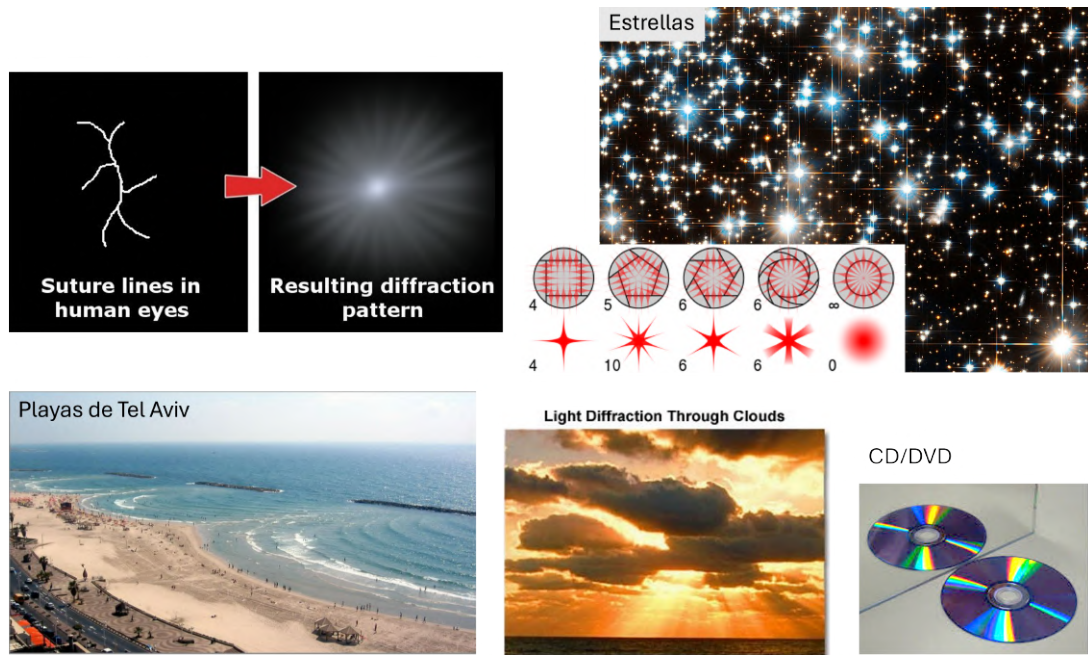 Estrellas
Suture lines in
human eyes
Resulting diffraction
pattern
4 5 6 6 ∞
4 10 6 6 0
Playas de Tel Aviv
Light Diffraction Through Clouds
CD/DVD